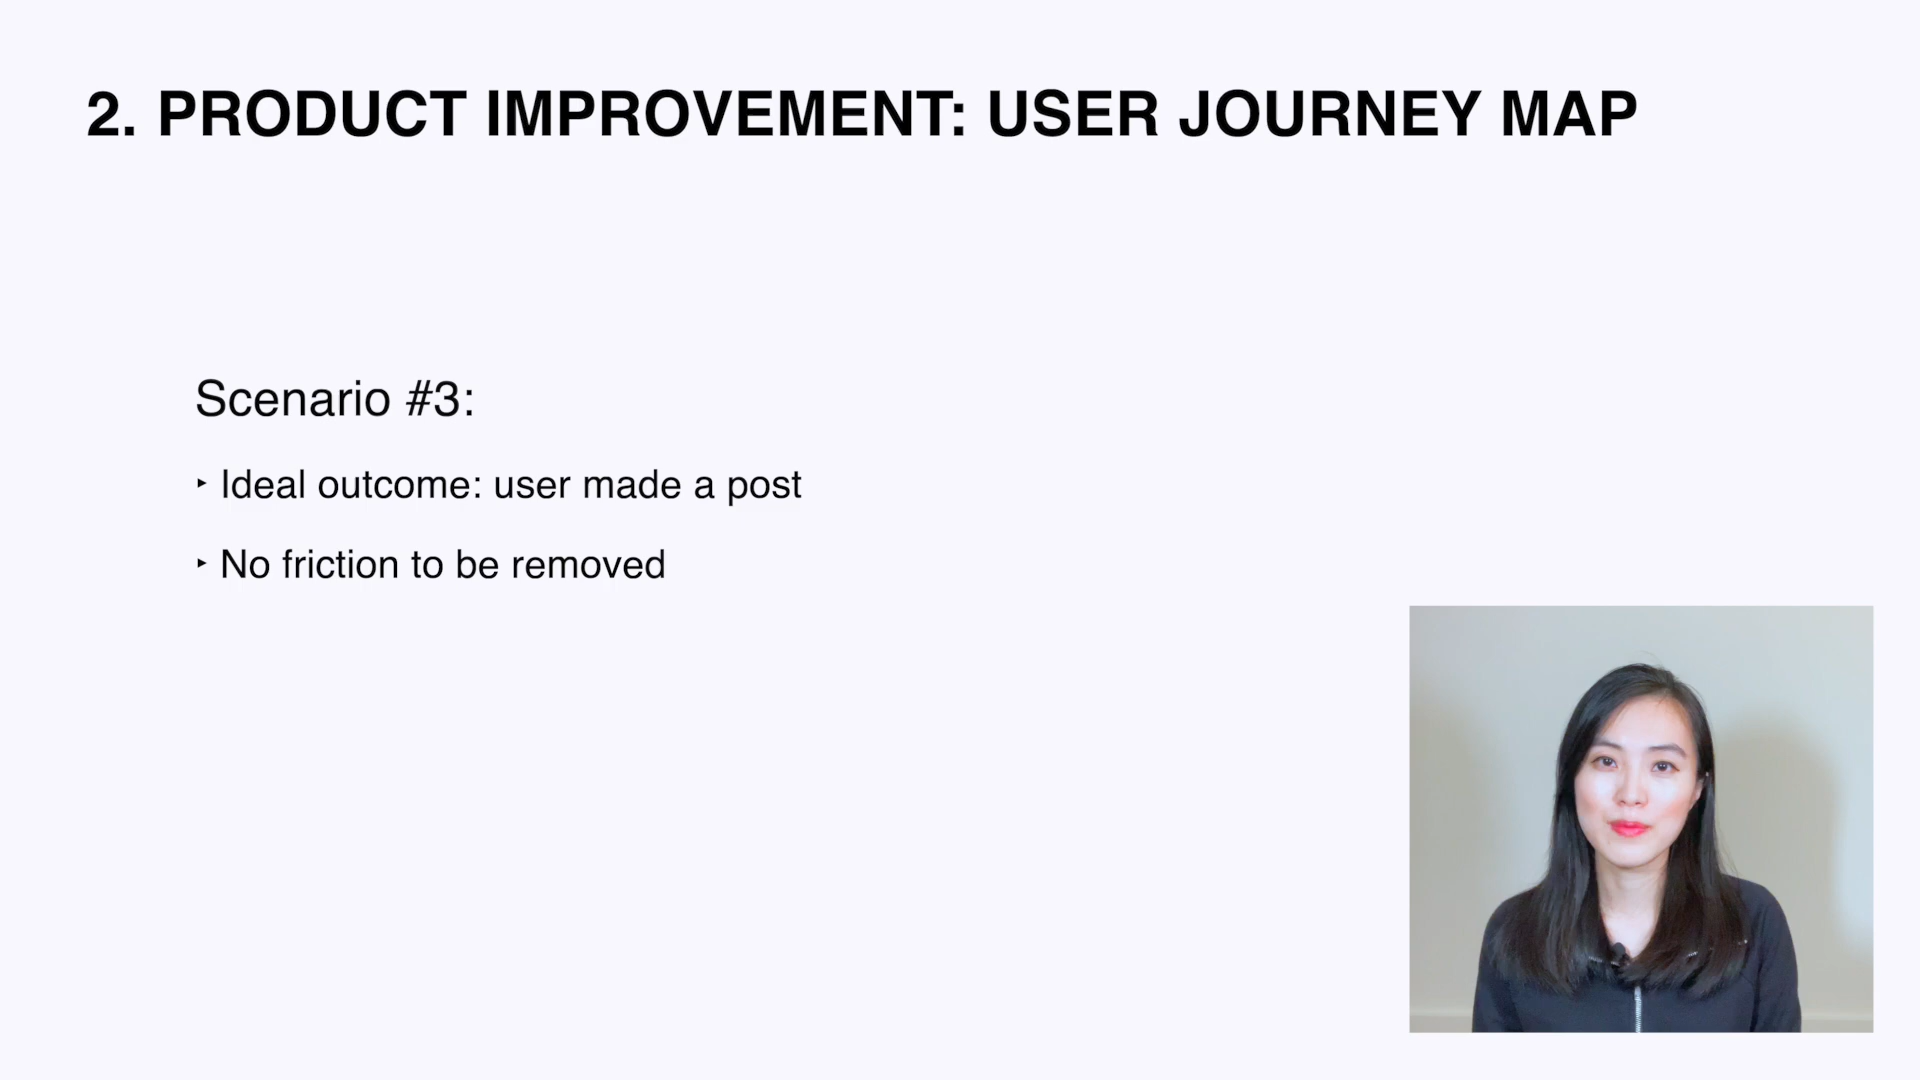 2. PRODUCT IMPROVEMENT: USER JOURNEY MAP
Scenario #3:
‣ Ideal outcome: user made a post
‣ No friction to be removed